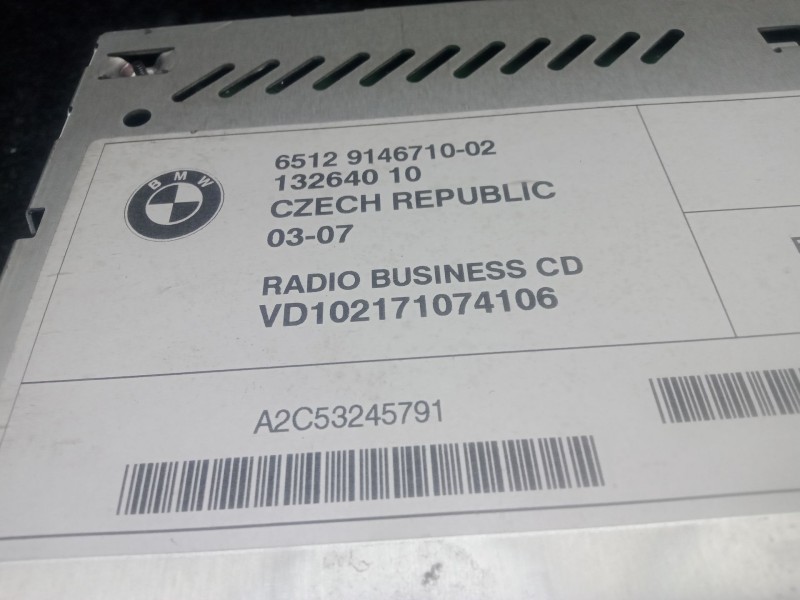 BMW
6512 9146710-02
132640 10
CZECH REPUBLIC
03-07
RADIO BUSINESS CD
VD102171074106
A2C53245791